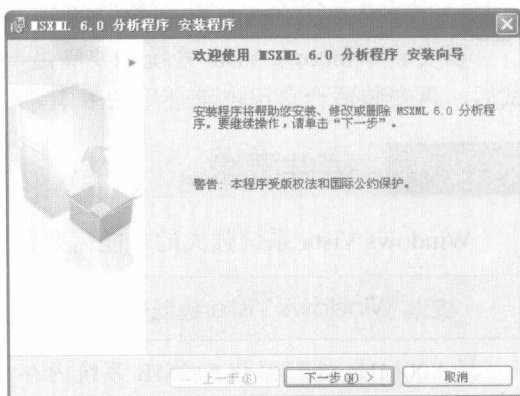 MSXML 6.0 分析程序 安装程序
欢迎使用 MSXML 6.0 分析程序 安装向导
安装程序将帮助您安装、修改或删除 MSXML 6.0 分析程
序。要继续操作，请单击“下一步”。
警告: 本程序受版权法和国际公约保护。
Windows Vista
Windows Vista
< 上一步(B)
下一步(N) >
取消